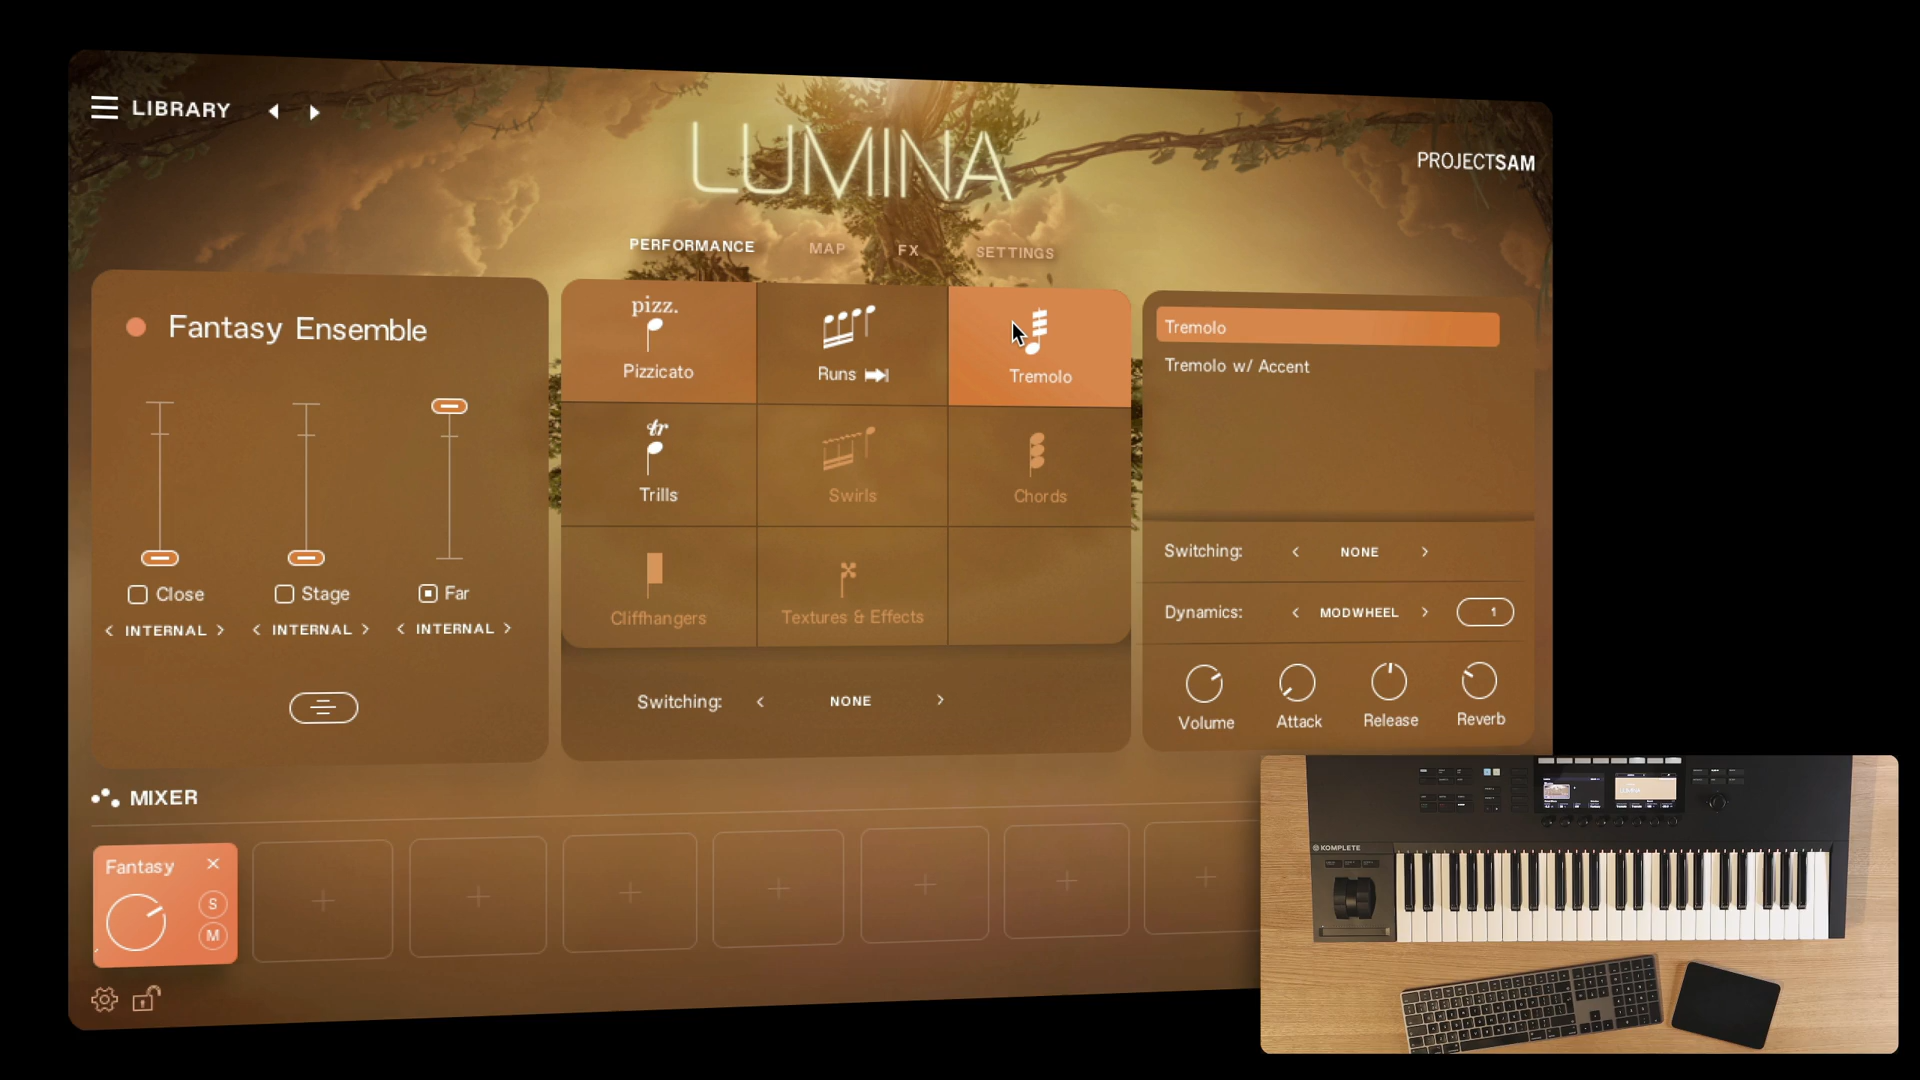 LIBRARY
LUMINA
PROJECTSAM
PERFORMANCE
MAP
FX
SETTINGS
Fantasy Ensemble
Close
Stage
Far
INTERNAL
INTERNAL
INTERNAL
pizz.
Pizzicato
Runs
Tremolo
tr
Trills
Swirls
Chords
Cliffhangers
Textures & Effects
Switching:
NONE
Tremolo
Tremolo w/ Accent
Switching:
NONE
Dynamics:
MODWHEEL
1
Volume
Attack
Release
Reverb
MIXER
Fantasy
S
M
KOMPLETE